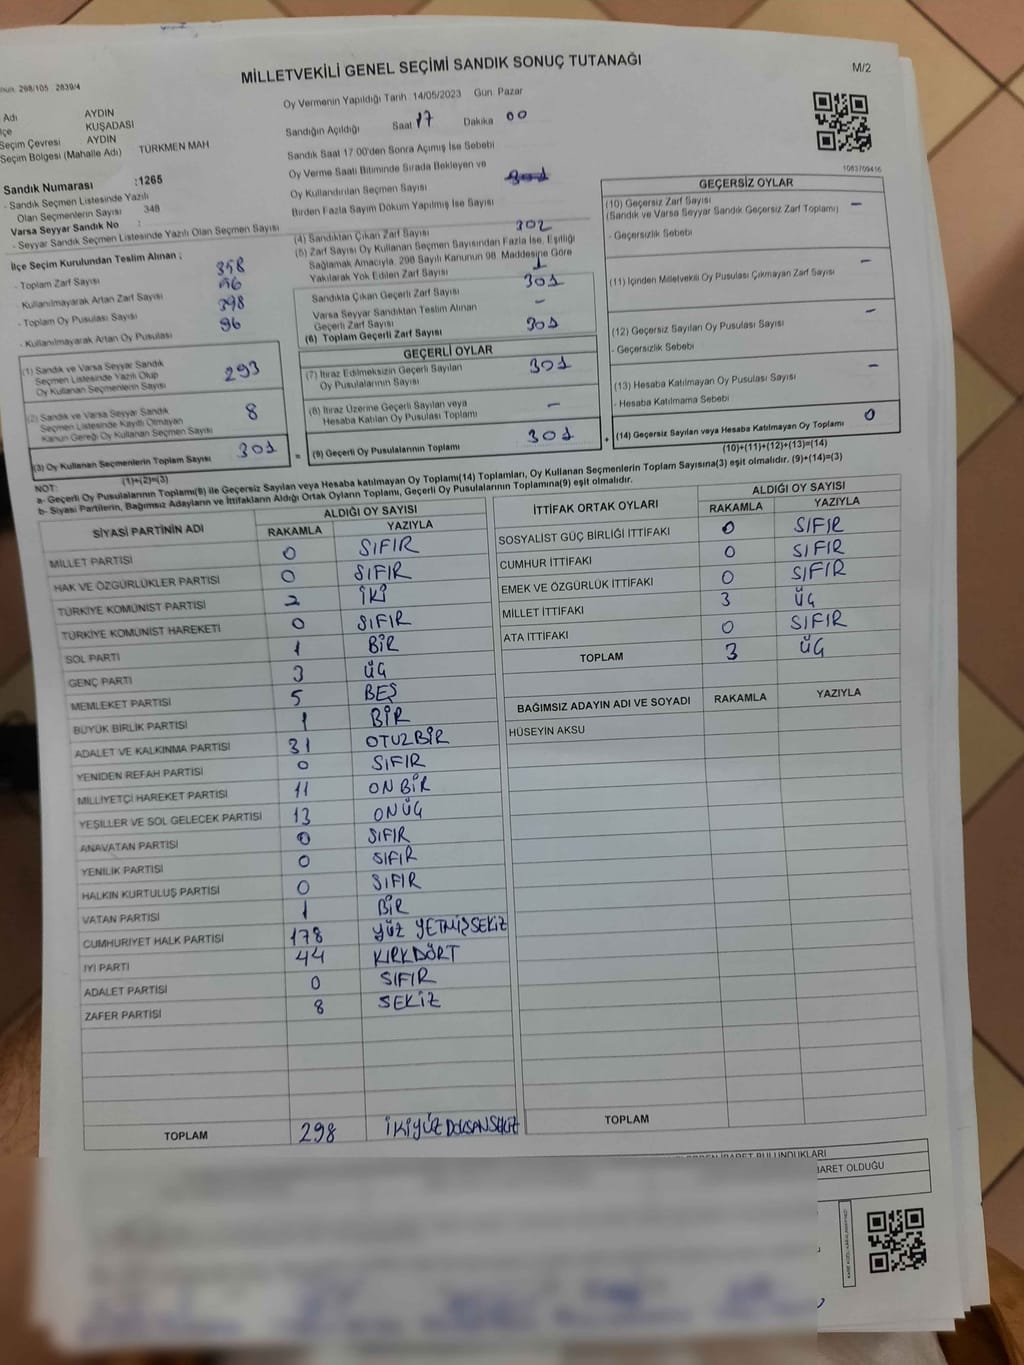 MİLLETVEKİLİ GENEL SEÇİMİ SANDIK SONUÇ TUTANAĞI
M/2
298/105 2839/4
Adı AYDIN
KUŞADASI
Seçim Çevresi AYDIN
Seçim Bölgesi (Mahalle Adı) TÜRKMEN MAH
Sandık Numarası :1265
- Sandık Seçmen Listesinde Yazılı
Olan Seçmenlerin Sayısı 348
Varsa Seyyar Sandık No :
- Seyyar Sandık Seçmen Listesinde Yazılı Olan Seçmen Sayısı
Oy Vermenin Yapıldığı Tarih 14/05/2023 Gün Pazar
Sandığın Açıldığı Saat 17 Dakika 00
Sandık Saat 17.00'den Sonra Açımış İse Sebebi
Oy Verme Saati Bitiminde Sırada Bekleyen ve
Oy Kullandırılan Seçmen Sayısı
Birden Fazla Sayım Döküm Yapılmış İse Sayısı
1083709416
İlçe Seçim Kurulundan Teslim Alınan ;
- Toplam Zarf Sayısı 358
- Kullanılmayarak Artan Zarf Sayısı 56
- Toplam Oy Pusulası Sayısı 398
- Kullanılmayarak Artan Oy Pusulası 96
(1) Sandık ve Varsa Seyyar Sandık
Seçmen Listesinde Yazılı Olup
Oy Kullanan Seçmenlerin Sayısı 293
(2) Sandık ve Varsa Seyyar Sandık
Seçmen Listesinde Kayıtlı Olmayan
Kanun Gereği Oy Kullanan Seçmen Sayısı 8
(3) Oy Kullanan Seçmenlerin Toplam Sayısı 301
(1)+(2)=(3)
(4) Sandıktan Çıkan Zarf Sayısı 302
(5) Zarf Sayısı Oy Kullanan Seçmen Sayısından Fazla İse, Eşitliği
Sağlamak Amacıyla, 298 Sayılı Kanunun 98. Maddesine Göre
Yakılarak Yok Edilen Zarf Sayısı 1
Sandıkta Çıkan Geçerli Zarf Sayısı 301
Varsa Seyyar Sandıktan Teslim Alınan
Geçerli Zarf Sayısı –
(6) Toplam Geçerli Zarf Sayısı 301
GEÇERLİ OYLAR
(7) İtiraz Edilmeksizin Geçerli Sayılan
Oy Pusulalarının Sayısı 301
(8) İtiraz Üzerine Geçerli Sayılan veya
Hesaba Katılan Oy Pusulası Toplamı –
(9) Geçerli Oy Pusulalarının Toplamı 301
GEÇERSİZ OYLAR
(10) Geçersiz Zarf Sayısı –
(Sandık ve Varsa Seyyar Sandık Geçersiz Zarf Toplamı)
- Geçersizlik Sebebi
(11) İçinden Milletvekili Oy Pusulası Çıkmayan Zarf Sayısı –
(12) Geçersiz Sayılan Oy Pusulası Sayısı –
- Geçersizlik Sebebi
(13) Hesaba Katılmayan Oy Pusulası Sayısı –
- Hesaba Katılmama Sebebi
(14) Geçersiz Sayılan veya Hesaba Katılmayan Oy Toplamı 0
(10)+(11)+(12)+(13)=(14)
NOT:
a- Geçerli Oy Pusulalarının Toplamı(9) ile Geçersiz Sayılan veya Hesaba katılmayan Oy Toplamı(14) Toplamları, Oy Kullanan Seçmenlerin Toplam Sayısına(3) eşit olmalıdır. (9)+(14)=(3)
b- Siyasi Partilerin, Bağımsız Adayların ve İttifakların Aldığı Ortak Oyların Toplamı, Geçerli Oy Pusulalarının Toplamına(9) eşit olmalıdır.
SİYASİ PARTİNİN ADI ALDIĞI OY SAYISI
RAKAMLA YAZIYLA
MİLLET PARTİSİ 0 SIFIR
HAK VE ÖZGÜRLÜKLER PARTİSİ 0 SIFIR
TÜRKİYE KOMÜNİST PARTİSİ 2 İKİ
TÜRKİYE KOMÜNİST HAREKETİ 0 SIFIR
SOL PARTİ 1 BİR
GENÇ PARTİ 3 ÜÇ
MEMLEKET PARTİSİ 5 BEŞ
BÜYÜK BİRLİK PARTİSİ 1 BİR
ADALET VE KALKINMA PARTİSİ 31 OTUZBİR
YENİDEN REFAH PARTİSİ 0 SIFIR
MİLLİYETÇİ HAREKET PARTİSİ 11 ONBİR
YEŞİLLER VE SOL GELECEK PARTİSİ 13 ONÜÇ
ANAVATAN PARTİSİ 0 SIFIR
YENİLİK PARTİSİ 0 SIFIR
HALKIN KURTULUŞ PARTİSİ 0 SIFIR
VATAN PARTİSİ 1 BİR
CUMHURİYET HALK PARTİSİ 178 YÜZ YETMİŞSEKİZ
İYİ PARTİ 44 KIRKDÖRT
ADALET PARTİSİ 0 SIFIR
ZAFER PARTİSİ 8 SEKİZ
TOPLAM 298 İKİYÜZDOKSANSEKİZ
İTTİFAK ORTAK OYLARI ALDIĞI OY SAYISI
RAKAMLA YAZIYLA
SOSYALİST GÜÇ BİRLİĞİ İTTİFAKI 0 SIFIR
CUMHUR İTTİFAKI 0 SIFIR
EMEK VE ÖZGÜRLÜK İTTİFAKI 0 SIFIR
MİLLET İTTİFAKI 3 ÜÇ
ATA İTTİFAKI 0 SIFIR
TOPLAM 3 ÜÇ
BAĞIMSIZ ADAYIN ADI VE SOYADI RAKAMLA YAZIYLA
HÜSEYİN AKSU
TOPLAM
BULUNDUKLARI
OLDUĞU